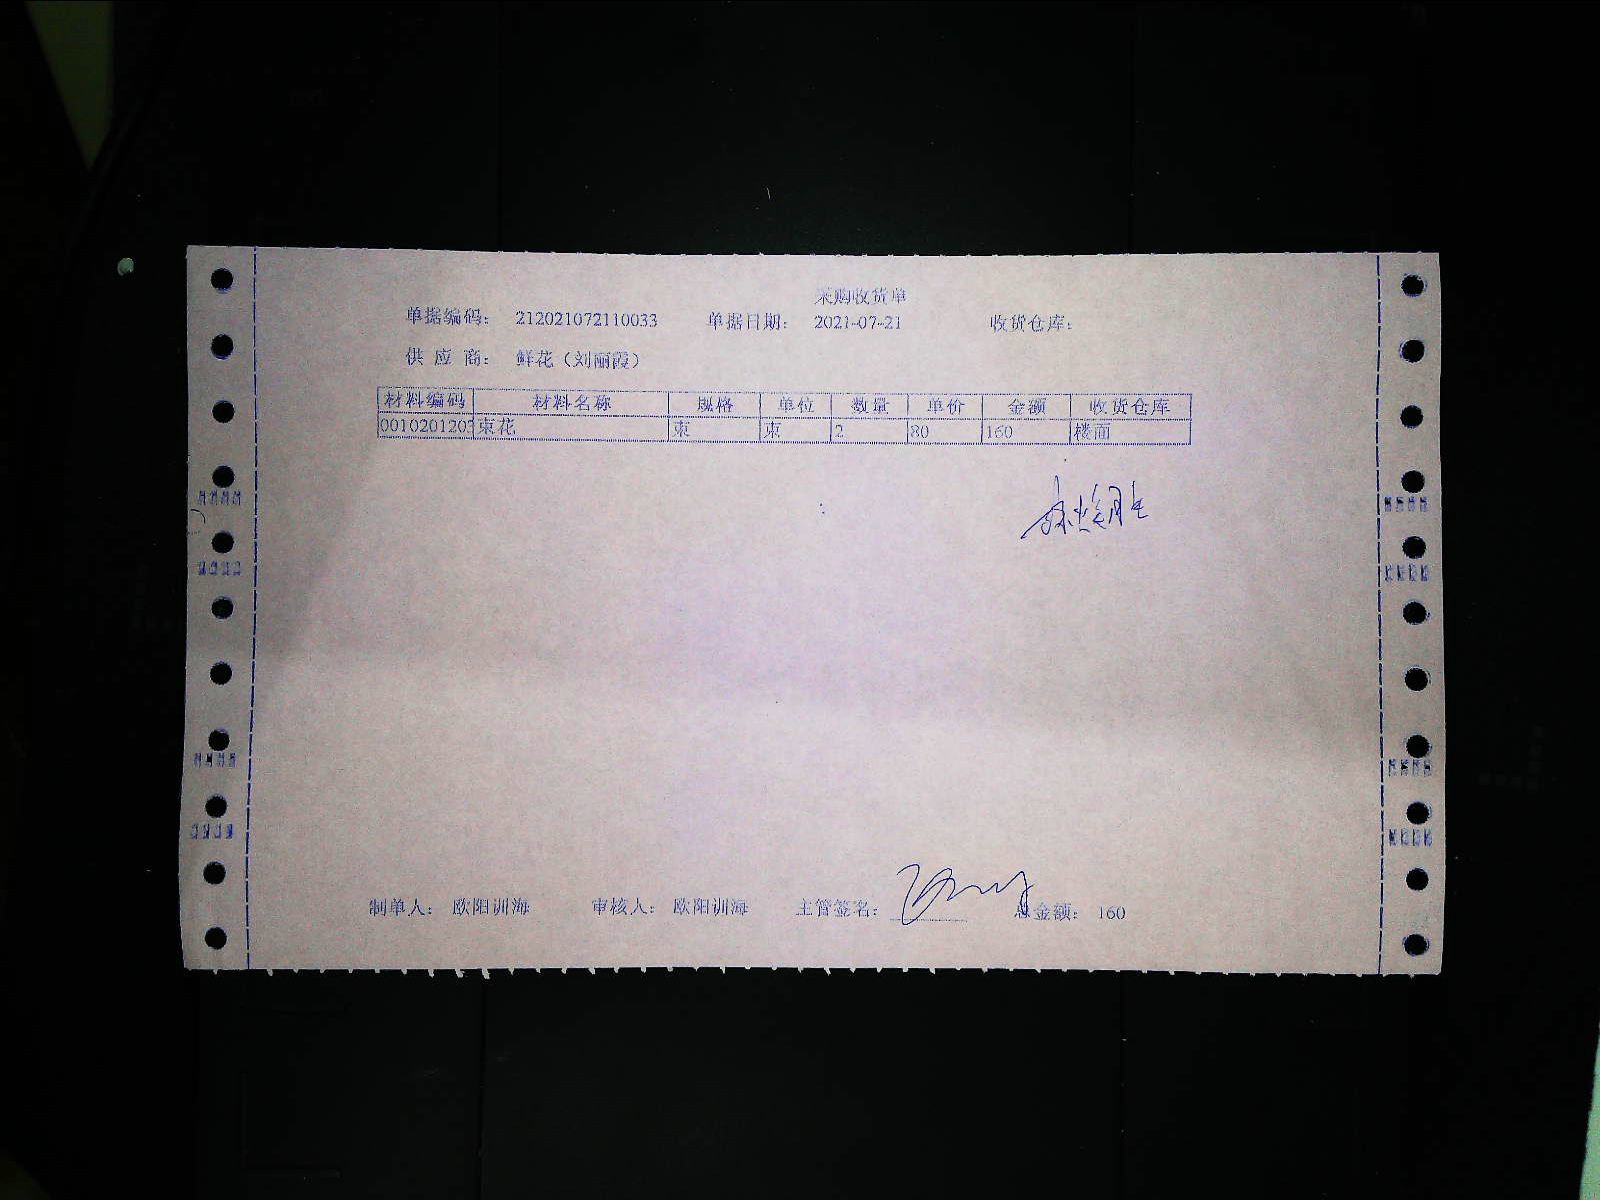 采购收货单
单据编码： 212021072110033 单据日期： 2021-07-21 收货仓库：
供 应 商： 鲜花（刘丽霞）
材料编码 材料名称 规格 单位 数量 单价 金额 收货仓库
0010201203 束花 束 束 2 80 160 楼面
制单人： 欧阳训海 审核人： 欧阳训海 主管签名： 总金额： 160